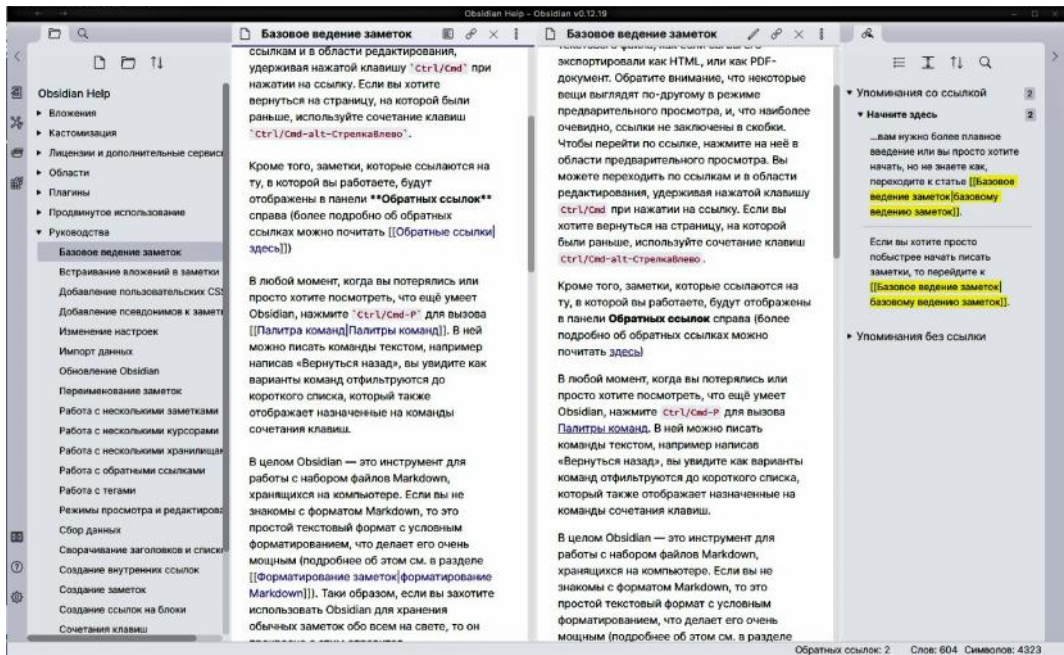 Obsidian Help - Obsidian v0.12.19
Obsidian Help
Вложения
Кастомизация
Лицензии и дополнительные сервисы
Области
Плагины
Продвинутое использование
Руководства
Базовое ведение заметок
Встраивание вложений в заметки
Добавление пользовательских CSS
Добавление псевдонимов к заметк
Изменение настроек
Импорт данных
Обновление Obsidian
Переименование заметок
Работа с несколькими заметками
Работа с несколькими курсорами
Работа с несколькими хранилищам
Работа с обратными ссылками
Работа с тегами
Режимы просмотра и редактирова
Сбор данных
Сворачивание заголовков и списко
Создание внутренних ссылок
Создание заметок
Создание ссылок на блоки
Сочетания клавиш
Базовое ведение заметок
ссылкам и в области редактирования,
удерживая нажатой клавишу `Ctrl/Cmd` при
нажатии на ссылку. Если вы хотите
вернуться на страницу, на которой были
раньше, используйте сочетание клавиш
`Ctrl/Cmd-alt-СтрелкаВлево`.
Кроме того, заметки, которые ссылаются на
ту, в которой вы работаете, будут
отображены в панели **Обратных ссылок**
справа (более подробно об обратных
ссылках можно почитать [[Обратные ссылки|
здесь]])
В любой момент, когда вы потерялись или
просто хотите посмотреть, что ещё умеет
Obsidian, нажмите `Ctrl/Cmd-P` для вызова
[[Палитра команд|Палитры команд]]. В ней
можно писать команды текстом, например
написав «Вернуться назад», вы увидите как
варианты команд отфильтруются до
короткого списка, который также
отображает назначенные на команды
сочетания клавиш.
В целом Obsidian — это инструмент для
работы с набором файлов Markdown,
хранящихся на компьютере. Если вы не
знакомы с форматом Markdown, то это
простой текстовый формат с условным
форматированием, что делает его очень
мощным (подробнее об этом см. в разделе
[[Форматирование заметок|форматирование
Markdown]]). Таки образом, если вы захотите
использовать Obsidian для хранения
обычных заметок обо всем на свете, то он
Базовое ведение заметок
экспортировали как HTML, или как PDF-
документ. Обратите внимание, что некоторые
вещи выглядят по-другому в режиме
предварительного просмотра, и, что наиболее
очевидно, ссылки не заключены в скобки.
Чтобы перейти по ссылке, нажмите на неё в
области предварительного просмотра. Вы
можете переходить по ссылкам и в области
редактирования, удерживая нажатой клавишу
Ctrl/Cmd при нажатии на ссылку. Если вы
хотите вернуться на страницу, на которой
были раньше, используйте сочетание клавиш
Ctrl/Cmd-alt-СтрелкаВлево.
Кроме того, заметки, которые ссылаются на
ту, в которой вы работаете, будут отображены
в панели Обратных ссылок справа (более
подробно об обратных ссылках можно
почитать здесь)
В любой момент, когда вы потерялись или
просто хотите посмотреть, что ещё умеет
Obsidian, нажмите Ctrl/Cmd-P для вызова
Палитры команд. В ней можно писать
команды текстом, например написав
«Вернуться назад», вы увидите как варианты
команд отфильтруются до короткого списка,
который также отображает назначенные на
команды сочетания клавиш.
В целом Obsidian — это инструмент для
работы с набором файлов Markdown,
хранящихся на компьютере. Если вы не
знакомы с форматом Markdown, то это
простой текстовый формат с условным
форматированием, что делает его очень
мощным (подробнее об этом см. в разделе
Упоминания со ссылкой 2
Начните здесь 2
...вам нужно более плавное
введение или вы просто хотите
начать, но не знаете как,
переходите к статье [[Базовое
ведение заметок|базовому
ведению заметок]].
Если вы хотите просто
побыстрее начать писать
заметки, то перейдите к
[[Базовое ведение заметок|
базовому ведению заметок]].
Упоминания без ссылки
Обратных ссылок: 2 Слов: 604 Символов: 4323